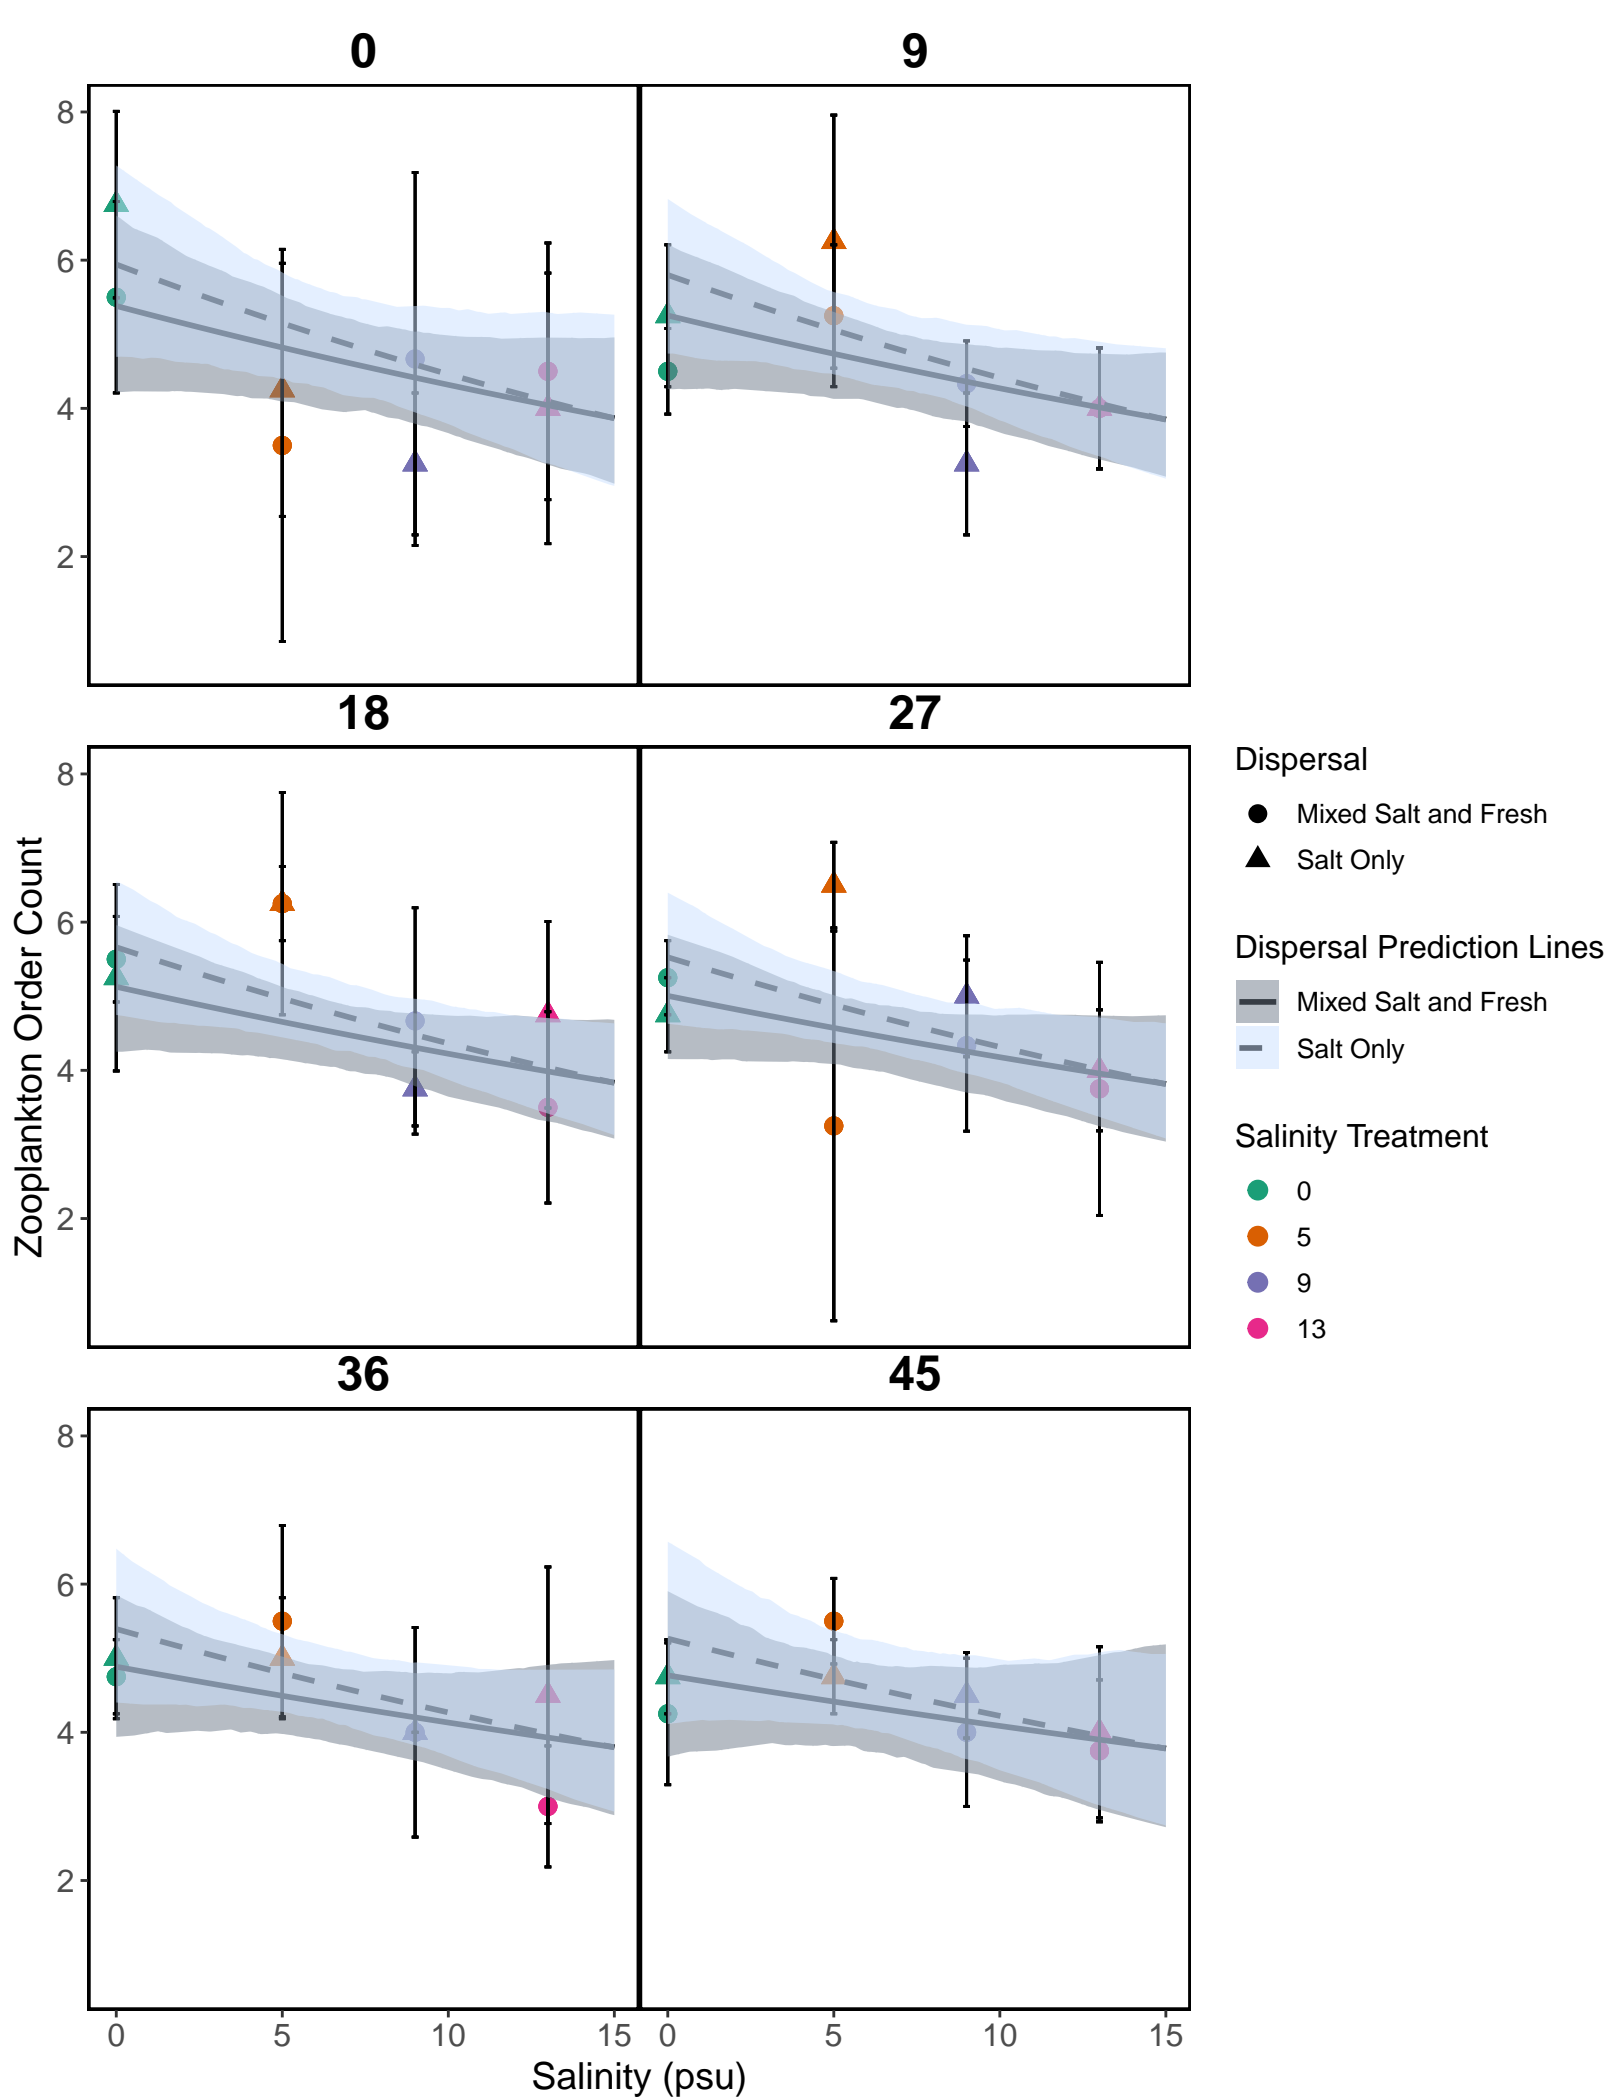 0 9
8
6
4
2
18 27
8
6
4
2
Zooplankton Order Count
36 45
8
6
4
2
0 5 10 15 0 5 10 15
Salinity (psu)
Dispersal
Mixed Salt and Fresh
Salt Only
Dispersal Prediction Lines
Mixed Salt and Fresh
Salt Only
Salinity Treatment
0
5
9
13